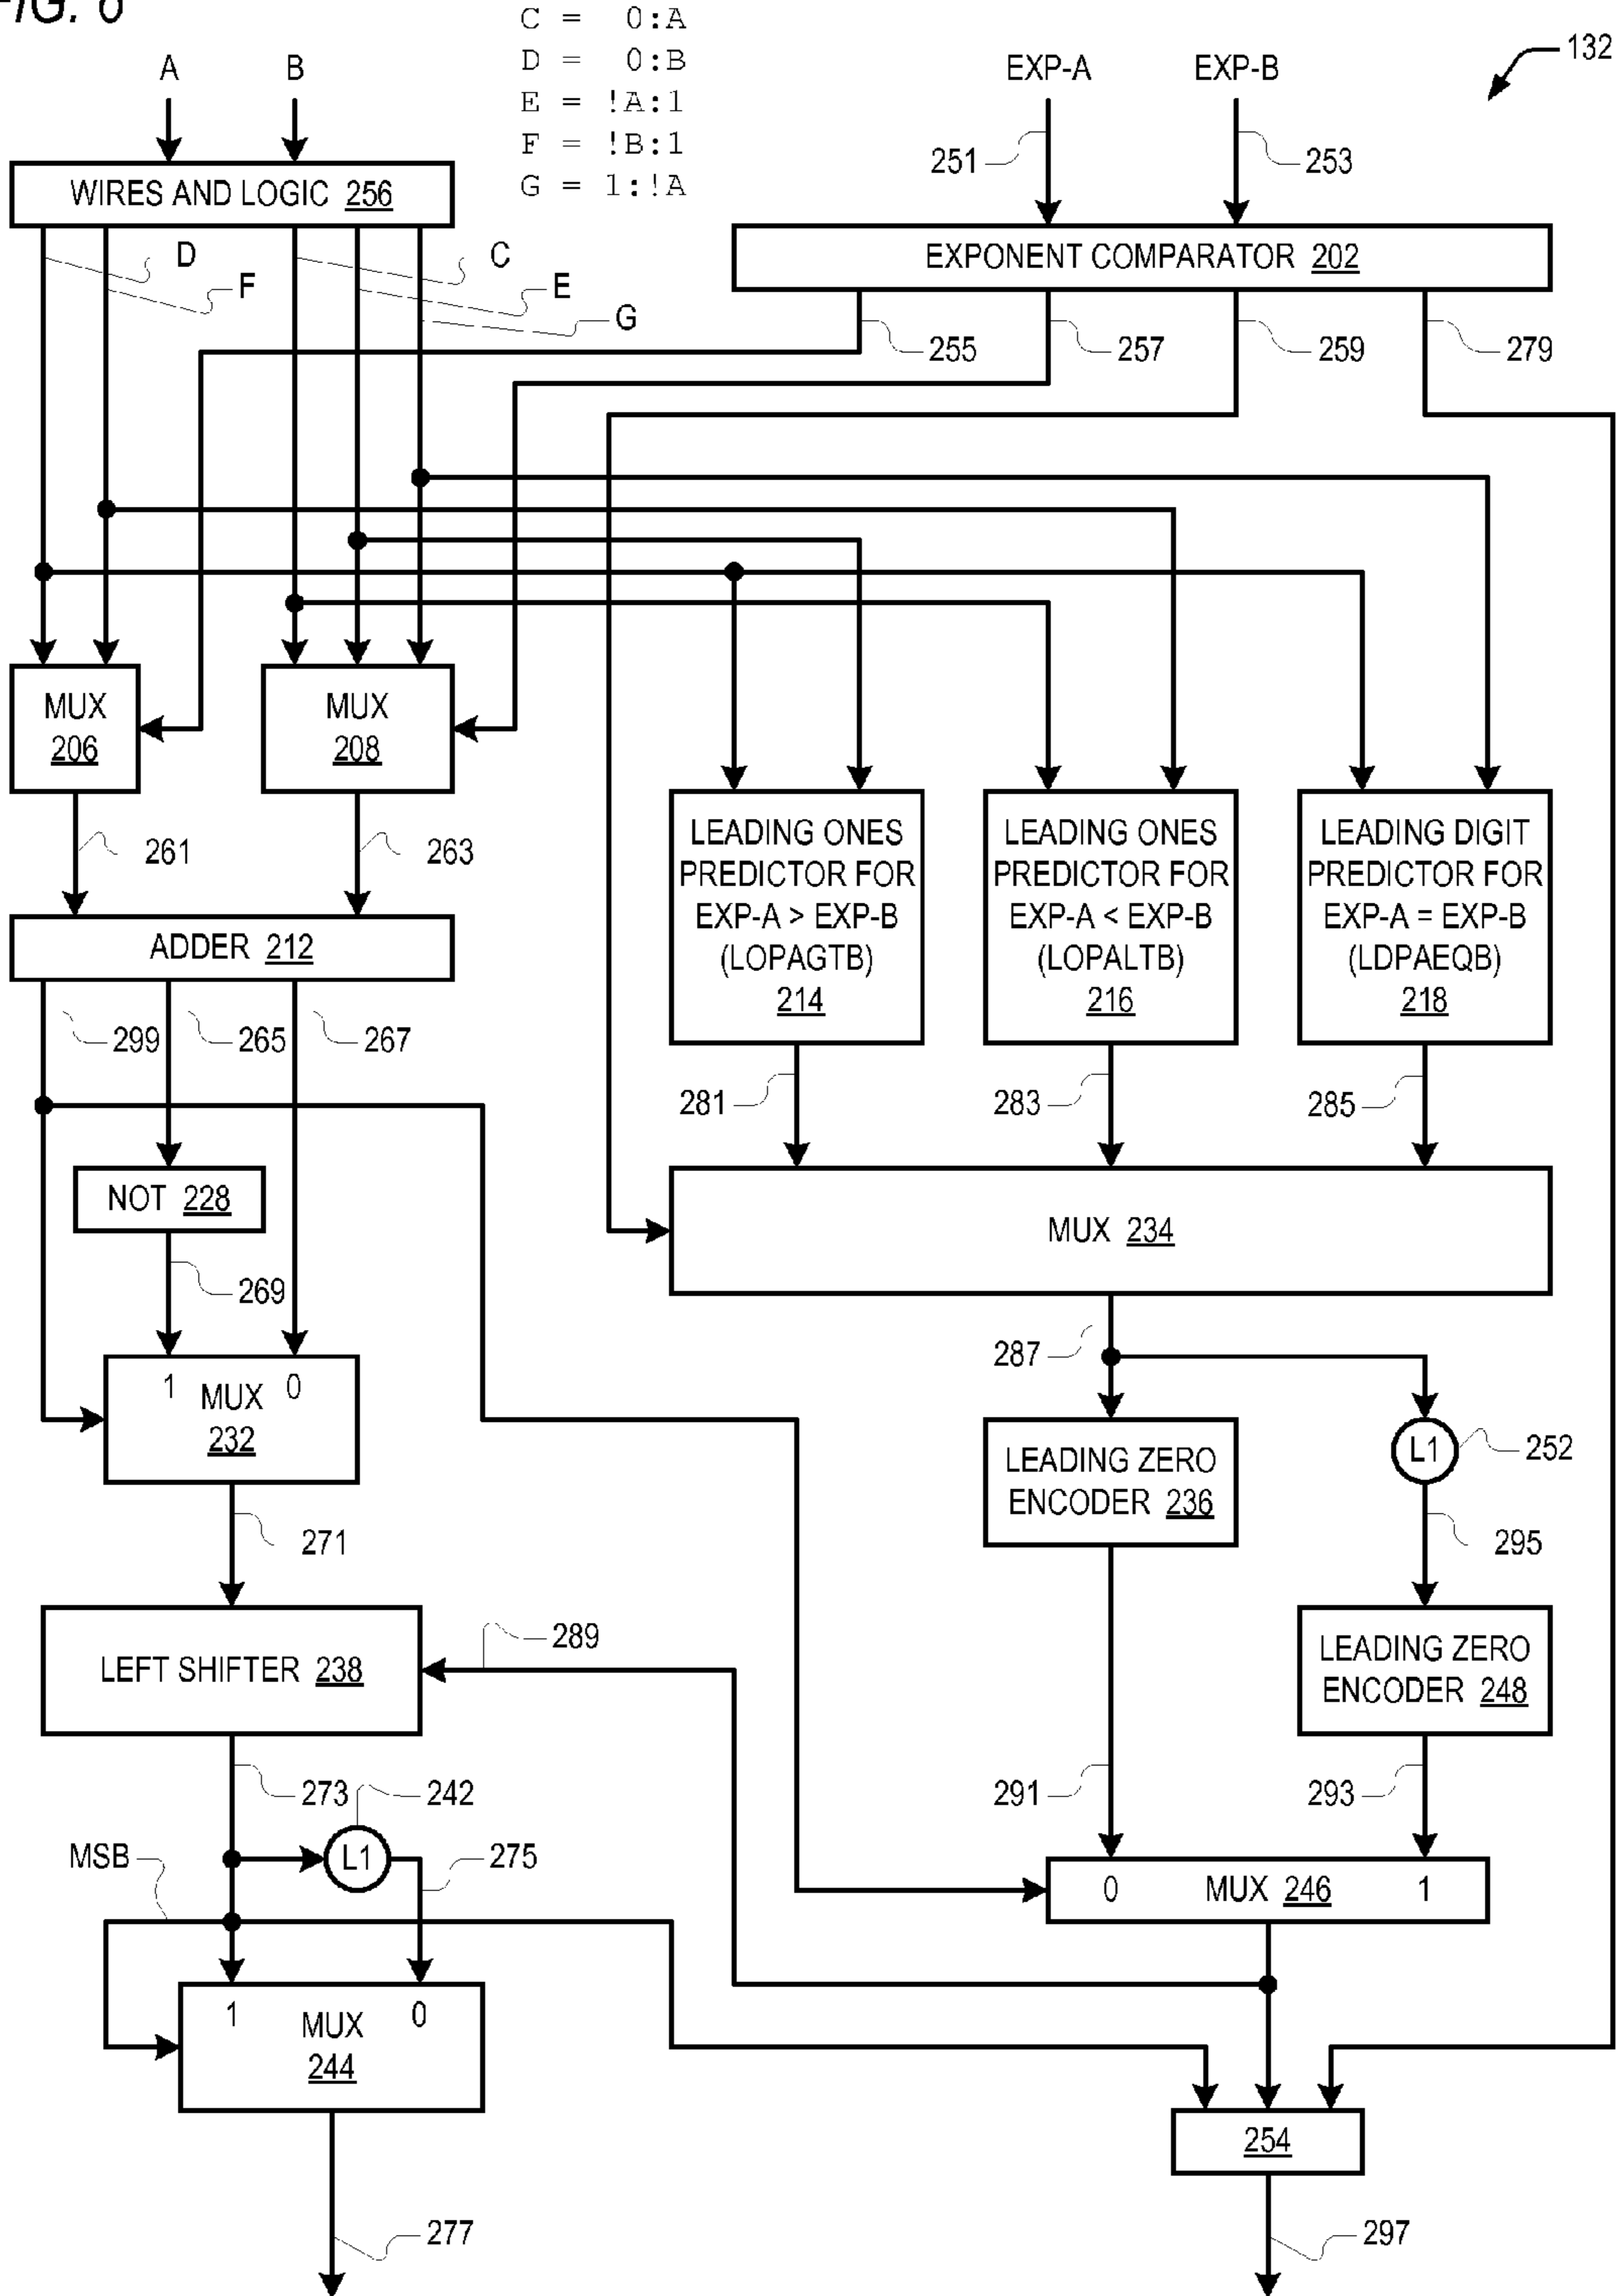 FIG. 6
C = 0:A
D = 0:B
E = !A:1
F = !B:1
G = 1:!A
132
A
B
EXP-A
EXP-B
251
253
WIRES AND LOGIC 256
EXPONENT COMPARATOR 202
D
C
F
E
G
255
257
259
279
MUX
206
MUX
208
261
263
LEADING ONES
PREDICTOR FOR
EXP-A > EXP-B
(LOPAGTB)
214
LEADING ONES
PREDICTOR FOR
EXP-A < EXP-B
(LOPALTB)
216
LEADING DIGIT
PREDICTOR FOR
EXP-A = EXP-B
(LDPAEQB)
218
ADDER 212
299
265
267
281
283
285
NOT 228
MUX 234
269
287
1 MUX 0
232
LEADING ZERO
ENCODER 236
L1
252
271
295
LEFT SHIFTER 238
289
LEADING ZERO
ENCODER 248
273
242
291
293
MSB
L1
275
0 MUX 246 1
1 MUX 0
244
254
277
297